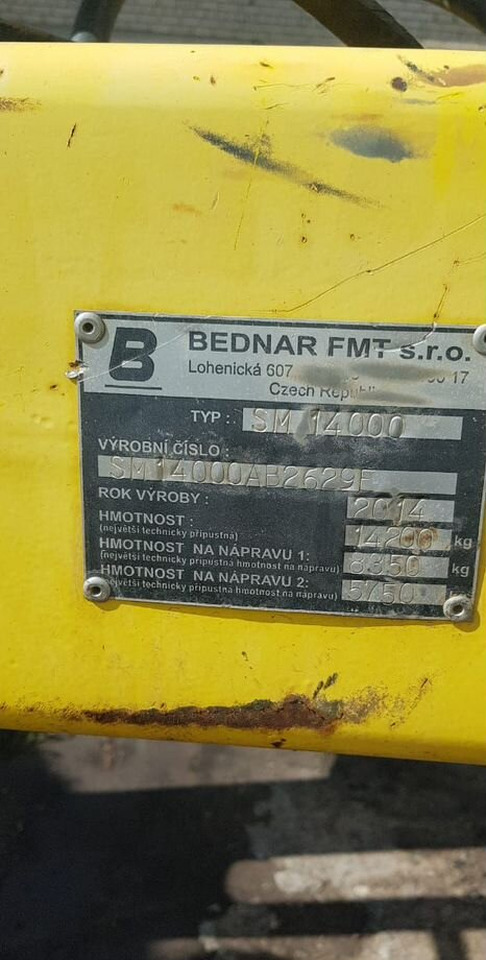 B BEDNAR FMT s.r.o.
Lohenická 607
17
Czech
TYP : SM 14000
VÝROBNÍ ČÍSLO :
SM14000AB2629F
ROK VÝROBY : 2014
HMOTNOST : 14200 kg
(největší technicky přípustná)
HMOTNOST NA NÁPRAVU 1: 8350 kg
(největší technicky přípustná hmotnost na nápravu)
HMOTNOST NA NÁPRAVU 2: 5750
(největší technicky přípustná hmotnost na nápravu)